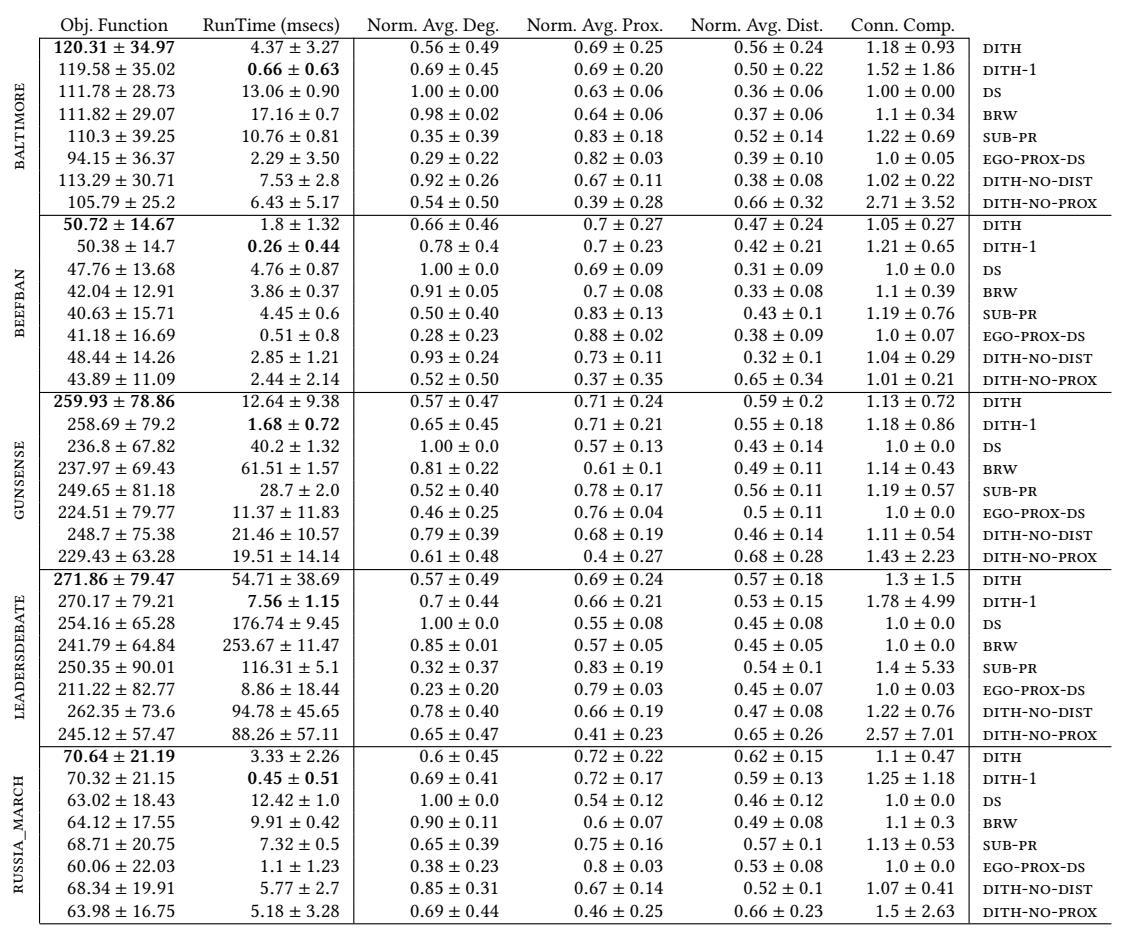 Obj. Function RunTime (msecs) Norm. Avg. Deg. Norm. Avg. Prox. Norm. Avg. Dist. Conn. Comp.
BALTIMORE
120.31 ± 34.97 4.37 ± 3.27 0.56 ± 0.49 0.69 ± 0.25 0.56 ± 0.24 1.18 ± 0.93 DITH
119.58 ± 35.02 0.66 ± 0.63 0.69 ± 0.45 0.69 ± 0.20 0.50 ± 0.22 1.52 ± 1.86 DITH-1
111.78 ± 28.73 13.06 ± 0.90 1.00 ± 0.00 0.63 ± 0.06 0.36 ± 0.06 1.00 ± 0.00 DS
111.82 ± 29.07 17.16 ± 0.7 0.98 ± 0.02 0.64 ± 0.06 0.37 ± 0.06 1.1 ± 0.34 BRW
110.3 ± 39.25 10.76 ± 0.81 0.35 ± 0.39 0.83 ± 0.18 0.52 ± 0.14 1.22 ± 0.69 SUB-PR
94.15 ± 36.37 2.29 ± 3.50 0.29 ± 0.22 0.82 ± 0.03 0.39 ± 0.10 1.0 ± 0.05 EGO-PROX-DS
113.29 ± 30.71 7.53 ± 2.8 0.92 ± 0.26 0.67 ± 0.11 0.38 ± 0.08 1.02 ± 0.22 DITH-NO-DIST
105.79 ± 25.2 6.43 ± 5.17 0.54 ± 0.50 0.39 ± 0.28 0.66 ± 0.32 2.71 ± 3.52 DITH-NO-PROX
BEEFBAN
50.72 ± 14.67 1.8 ± 1.32 0.66 ± 0.46 0.7 ± 0.27 0.47 ± 0.24 1.05 ± 0.27 DITH
50.38 ± 14.7 0.26 ± 0.44 0.78 ± 0.4 0.7 ± 0.23 0.42 ± 0.21 1.21 ± 0.65 DITH-1
47.76 ± 13.68 4.76 ± 0.87 1.00 ± 0.0 0.69 ± 0.09 0.31 ± 0.09 1.0 ± 0.0 DS
42.04 ± 12.91 3.86 ± 0.37 0.91 ± 0.05 0.7 ± 0.08 0.33 ± 0.08 1.1 ± 0.39 BRW
40.63 ± 15.71 4.45 ± 0.6 0.50 ± 0.40 0.83 ± 0.13 0.43 ± 0.1 1.19 ± 0.76 SUB-PR
41.18 ± 16.69 0.51 ± 0.8 0.28 ± 0.23 0.88 ± 0.02 0.38 ± 0.09 1.0 ± 0.07 EGO-PROX-DS
48.44 ± 14.26 2.85 ± 1.21 0.93 ± 0.24 0.73 ± 0.11 0.32 ± 0.1 1.04 ± 0.29 DITH-NO-DIST
43.89 ± 11.09 2.44 ± 2.14 0.52 ± 0.50 0.37 ± 0.35 0.65 ± 0.34 1.01 ± 0.21 DITH-NO-PROX
GUNSENSE
259.93 ± 78.86 12.64 ± 9.38 0.57 ± 0.47 0.71 ± 0.24 0.59 ± 0.2 1.13 ± 0.72 DITH
258.69 ± 79.2 1.68 ± 0.72 0.65 ± 0.45 0.71 ± 0.21 0.55 ± 0.18 1.18 ± 0.86 DITH-1
236.8 ± 67.82 40.2 ± 1.32 1.00 ± 0.0 0.57 ± 0.13 0.43 ± 0.14 1.0 ± 0.0 DS
237.97 ± 69.43 61.51 ± 1.57 0.81 ± 0.22 0.61 ± 0.1 0.49 ± 0.11 1.14 ± 0.43 BRW
249.65 ± 81.18 28.7 ± 2.0 0.52 ± 0.40 0.78 ± 0.17 0.56 ± 0.11 1.19 ± 0.57 SUB-PR
224.51 ± 79.77 11.37 ± 11.83 0.46 ± 0.25 0.76 ± 0.04 0.5 ± 0.11 1.0 ± 0.0 EGO-PROX-DS
248.7 ± 75.38 21.46 ± 10.57 0.79 ± 0.39 0.68 ± 0.19 0.46 ± 0.14 1.11 ± 0.54 DITH-NO-DIST
229.43 ± 63.28 19.51 ± 14.14 0.61 ± 0.48 0.4 ± 0.27 0.68 ± 0.28 1.43 ± 2.23 DITH-NO-PROX
LEADERSDEBATE
271.86 ± 79.47 54.71 ± 38.69 0.57 ± 0.49 0.69 ± 0.24 0.57 ± 0.18 1.3 ± 1.5 DITH
270.17 ± 79.21 7.56 ± 1.15 0.7 ± 0.44 0.66 ± 0.21 0.53 ± 0.15 1.78 ± 4.99 DITH-1
254.16 ± 65.28 176.74 ± 9.45 1.00 ± 0.0 0.55 ± 0.08 0.45 ± 0.08 1.0 ± 0.0 DS
241.79 ± 64.84 253.67 ± 11.47 0.85 ± 0.01 0.57 ± 0.05 0.45 ± 0.05 1.0 ± 0.0 BRW
250.35 ± 90.01 116.31 ± 5.1 0.32 ± 0.37 0.83 ± 0.19 0.54 ± 0.1 1.4 ± 5.33 SUB-PR
211.22 ± 82.77 8.86 ± 18.44 0.23 ± 0.20 0.79 ± 0.03 0.45 ± 0.07 1.0 ± 0.03 EGO-PROX-DS
262.35 ± 73.6 94.78 ± 45.65 0.78 ± 0.40 0.66 ± 0.19 0.47 ± 0.08 1.22 ± 0.76 DITH-NO-DIST
245.12 ± 57.47 88.26 ± 57.11 0.65 ± 0.47 0.41 ± 0.23 0.65 ± 0.26 2.57 ± 7.01 DITH-NO-PROX
RUSSIA_MARCH
70.64 ± 21.19 3.33 ± 2.26 0.6 ± 0.45 0.72 ± 0.22 0.62 ± 0.15 1.1 ± 0.47 DITH
70.32 ± 21.15 0.45 ± 0.51 0.69 ± 0.41 0.72 ± 0.17 0.59 ± 0.13 1.25 ± 1.18 DITH-1
63.02 ± 18.43 12.42 ± 1.0 1.00 ± 0.0 0.54 ± 0.12 0.46 ± 0.12 1.0 ± 0.0 DS
64.12 ± 17.55 9.91 ± 0.42 0.90 ± 0.11 0.6 ± 0.07 0.49 ± 0.08 1.1 ± 0.3 BRW
68.71 ± 20.75 7.32 ± 0.5 0.65 ± 0.39 0.75 ± 0.16 0.57 ± 0.1 1.13 ± 0.53 SUB-PR
60.06 ± 22.03 1.1 ± 1.23 0.38 ± 0.23 0.8 ± 0.03 0.53 ± 0.08 1.0 ± 0.0 EGO-PROX-DS
68.34 ± 19.91 5.77 ± 2.7 0.85 ± 0.31 0.67 ± 0.14 0.52 ± 0.1 1.07 ± 0.41 DITH-NO-DIST
63.98 ± 16.75 5.18 ± 3.28 0.69 ± 0.44 0.46 ± 0.25 0.66 ± 0.23 1.5 ± 2.63 DITH-NO-PROX